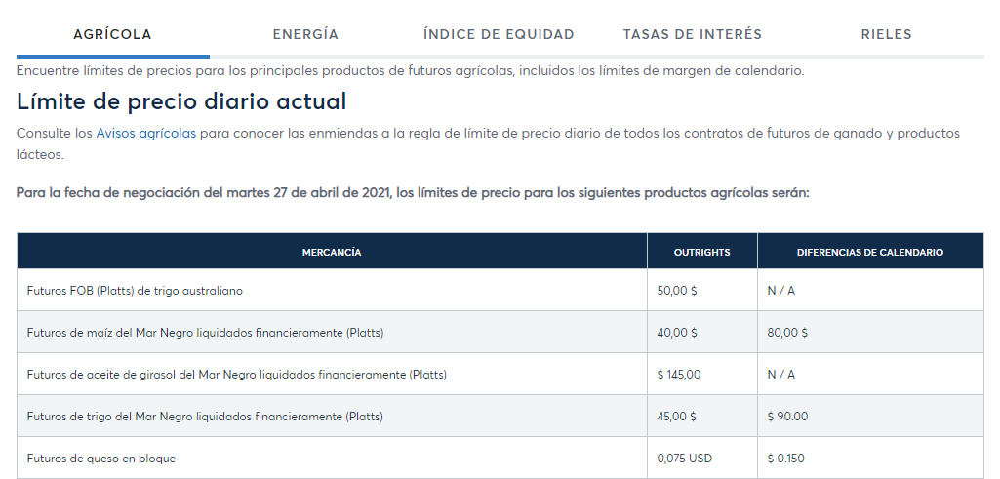 AGRÍCOLA ENERGÍA ÍNDICE DE EQUIDAD TASAS DE INTERÉS RIELES
Encuentre límites de precios para los principales productos de futuros agrícolas, incluidos los límites de margen de calendario.
Límite de precio diario actual
Consulte los Avisos agrícolas para conocer las enmiendas a la regla de límite de precio diario de todos los contratos de futuros de ganado y productos
lácteos.
Para la fecha de negociación del martes 27 de abril de 2021, los límites de precio para los siguientes productos agrícolas serán:
MERCANCÍA OUTRIGHTS DIFERENCIAS DE CALENDARIO
Futuros FOB (Platts) de trigo australiano 50,00 $ N / A
Futuros de maíz del Mar Negro liquidados financieramente (Platts) 40,00 $ 80,00 $
Futuros de aceite de girasol del Mar Negro liquidados financieramente (Platts) $ 145,00 N / A
Futuros de trigo del Mar Negro liquidados financieramente (Platts) 45,00 $ $ 90.00
Futuros de queso en bloque 0,075 USD $ 0.150